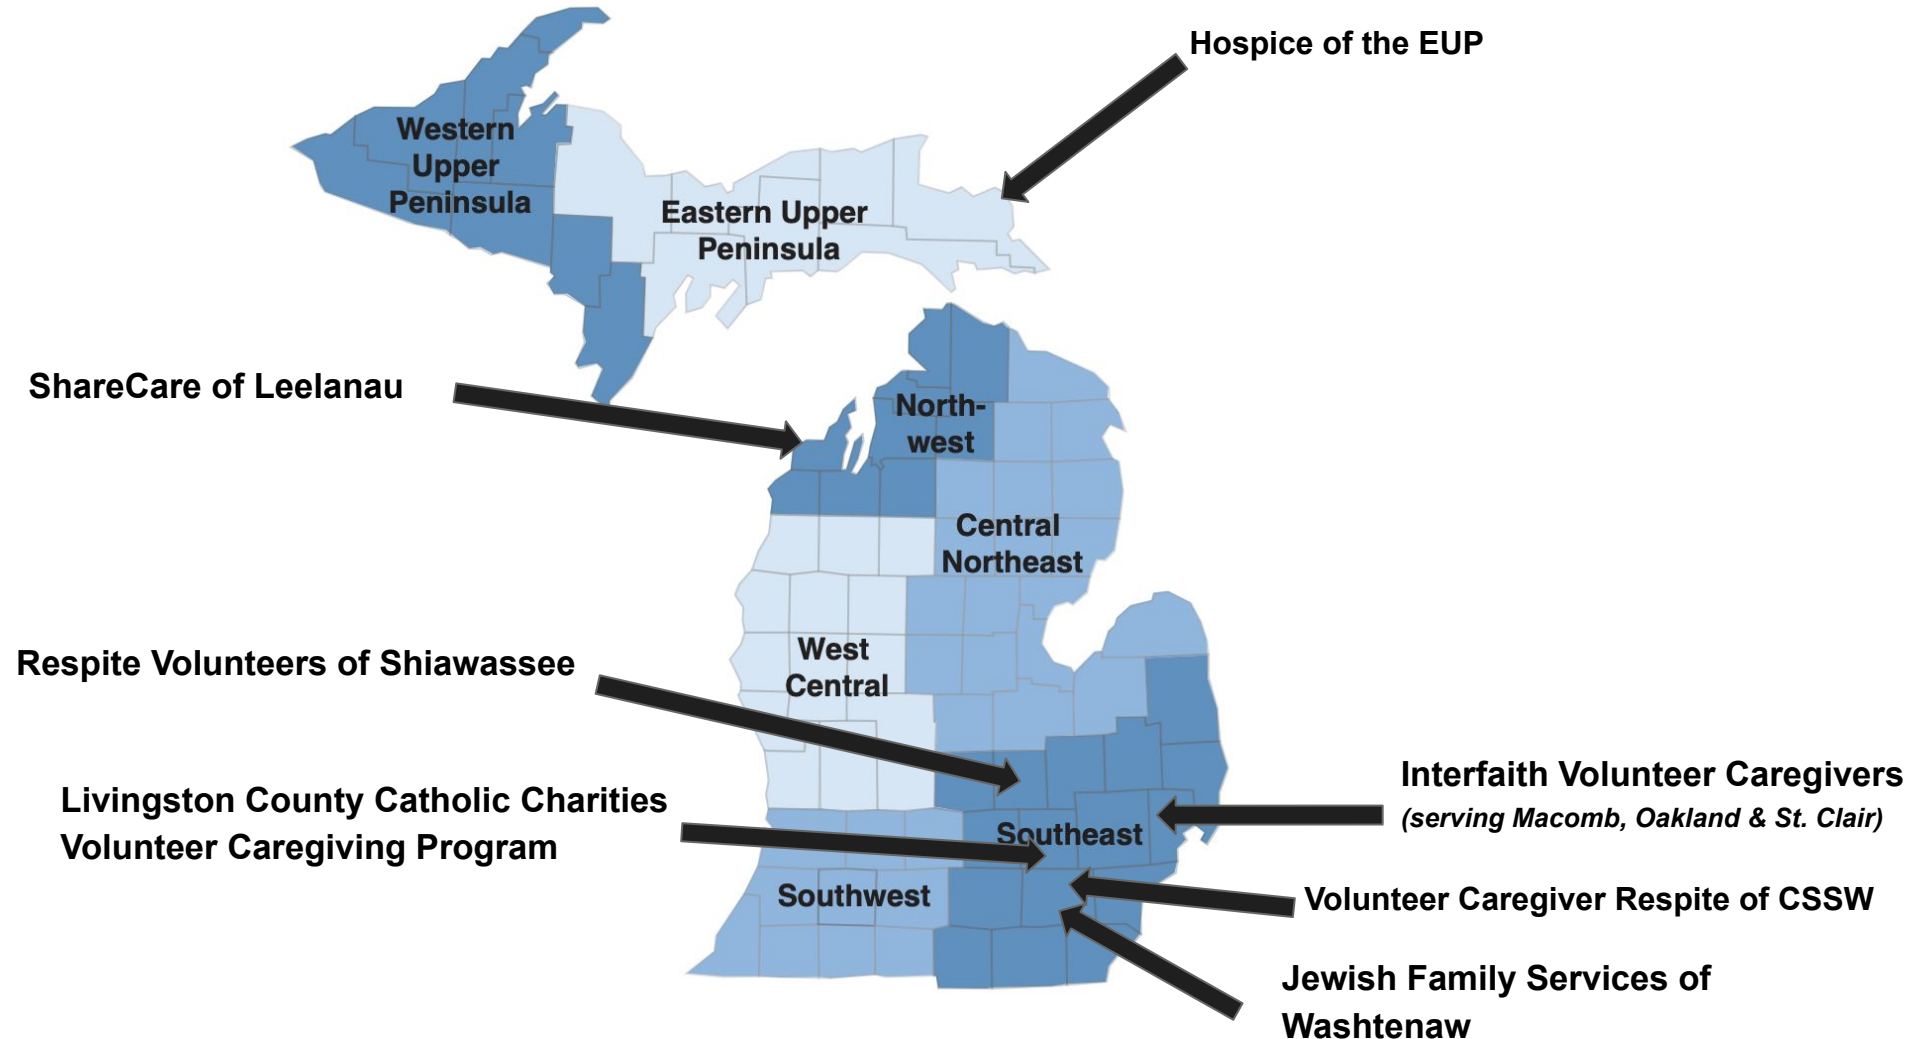 Hospice of the EUP
Western
Upper
Peninsula
Eastern Upper
Peninsula
ShareCare of Leelanau
North-
west
Central
Northeast
Respite Volunteers of Shiawassee
West
Central
Livingston County Catholic Charities
Volunteer Caregiving Program
Interfaith Volunteer Caregivers
(serving Macomb, Oakland & St. Clair)
Southeast
Southwest
Volunteer Caregiver Respite of CSSW
Jewish Family Services of
Washtenaw